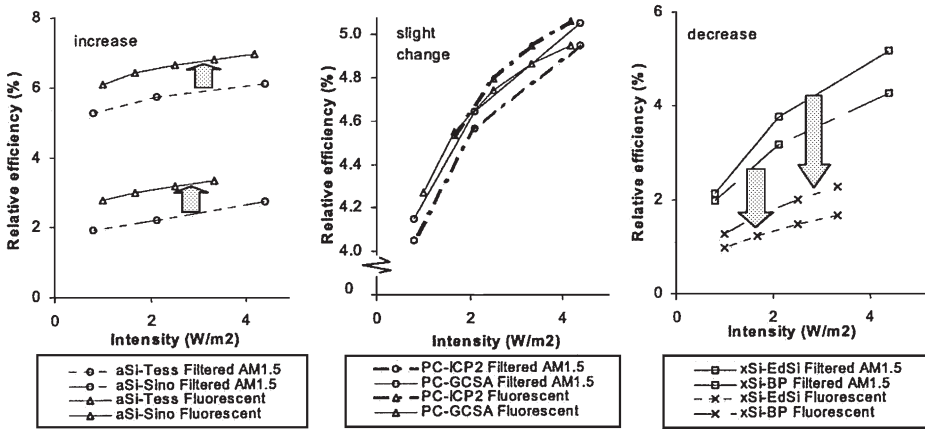 increase
Relative efficiency (%)
8
6
4
2
0
0
2
4
Intensity (W/m2)
aSi-Tess Filtered AM1.5
aSi-Sino Filtered AM1.5
aSi-Tess Fluorescent
aSi-Sino Fluorescent
slight
change
Relative efficiency (%)
5.0
4.8
4.6
4.4
4.2
4.0
0
0
2
4
6
Intensity (W/m2)
PC-ICP2 Filtered AM1.5
PC-GCSA Filtered AM1.5
PC-ICP2 Fluorescent
PC-GCSA Fluorescent
decrease
Relative efficiency (%)
6
4
2
0
0
2
4
Intensity (W/m2)
xSi-EdSi Filtered AM1.5
xSi-BP Filtered AM1.5
xSi-EdSi Fluorescent
xSi-BP Fluorescent